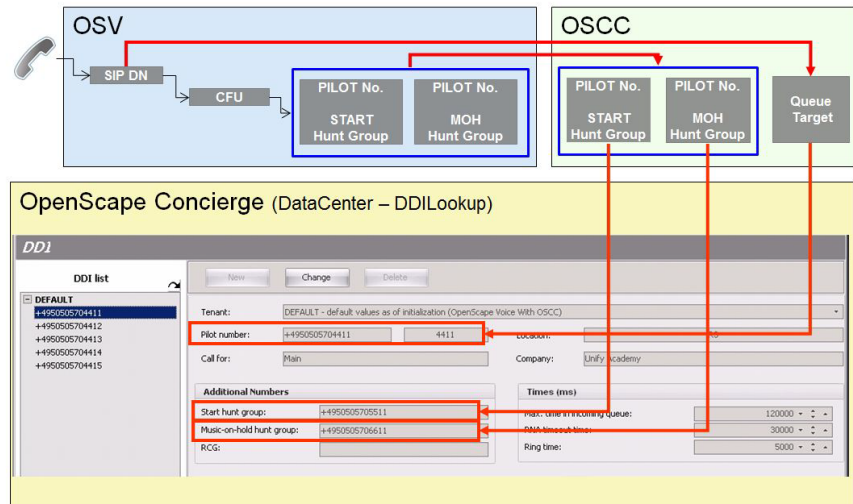 OSV
OSCC
SIP DN
CFU
PILOT No.
START
Hunt Group
PILOT No.
MOH
Hunt Group
PILOT No.
START
Hunt Group
PILOT No.
MOH
Hunt Group
Queue
Target
OpenScape Concierge (DataCenter – DDILookup)
DDI
DDI list
New
Change
Delete
DEFAULT
+4950505704411
+4950505704412
+4950505704413
+4950505704414
+4950505704415
Tenant:
DEFAULT - default values as of initialization (OpenScape Voice With OSCC)
Pilot number:
+4950505704411
4411
Location:
Call for:
Main
Company:
Unify Academy
Additional Numbers
Start hunt group:
+4950505705511
Music-on-hold hunt group:
+4950505706611
RCG:
Times (ms)
Max. time in incoming queue:
120000
RNA timeout time:
30000
Ring time:
5000